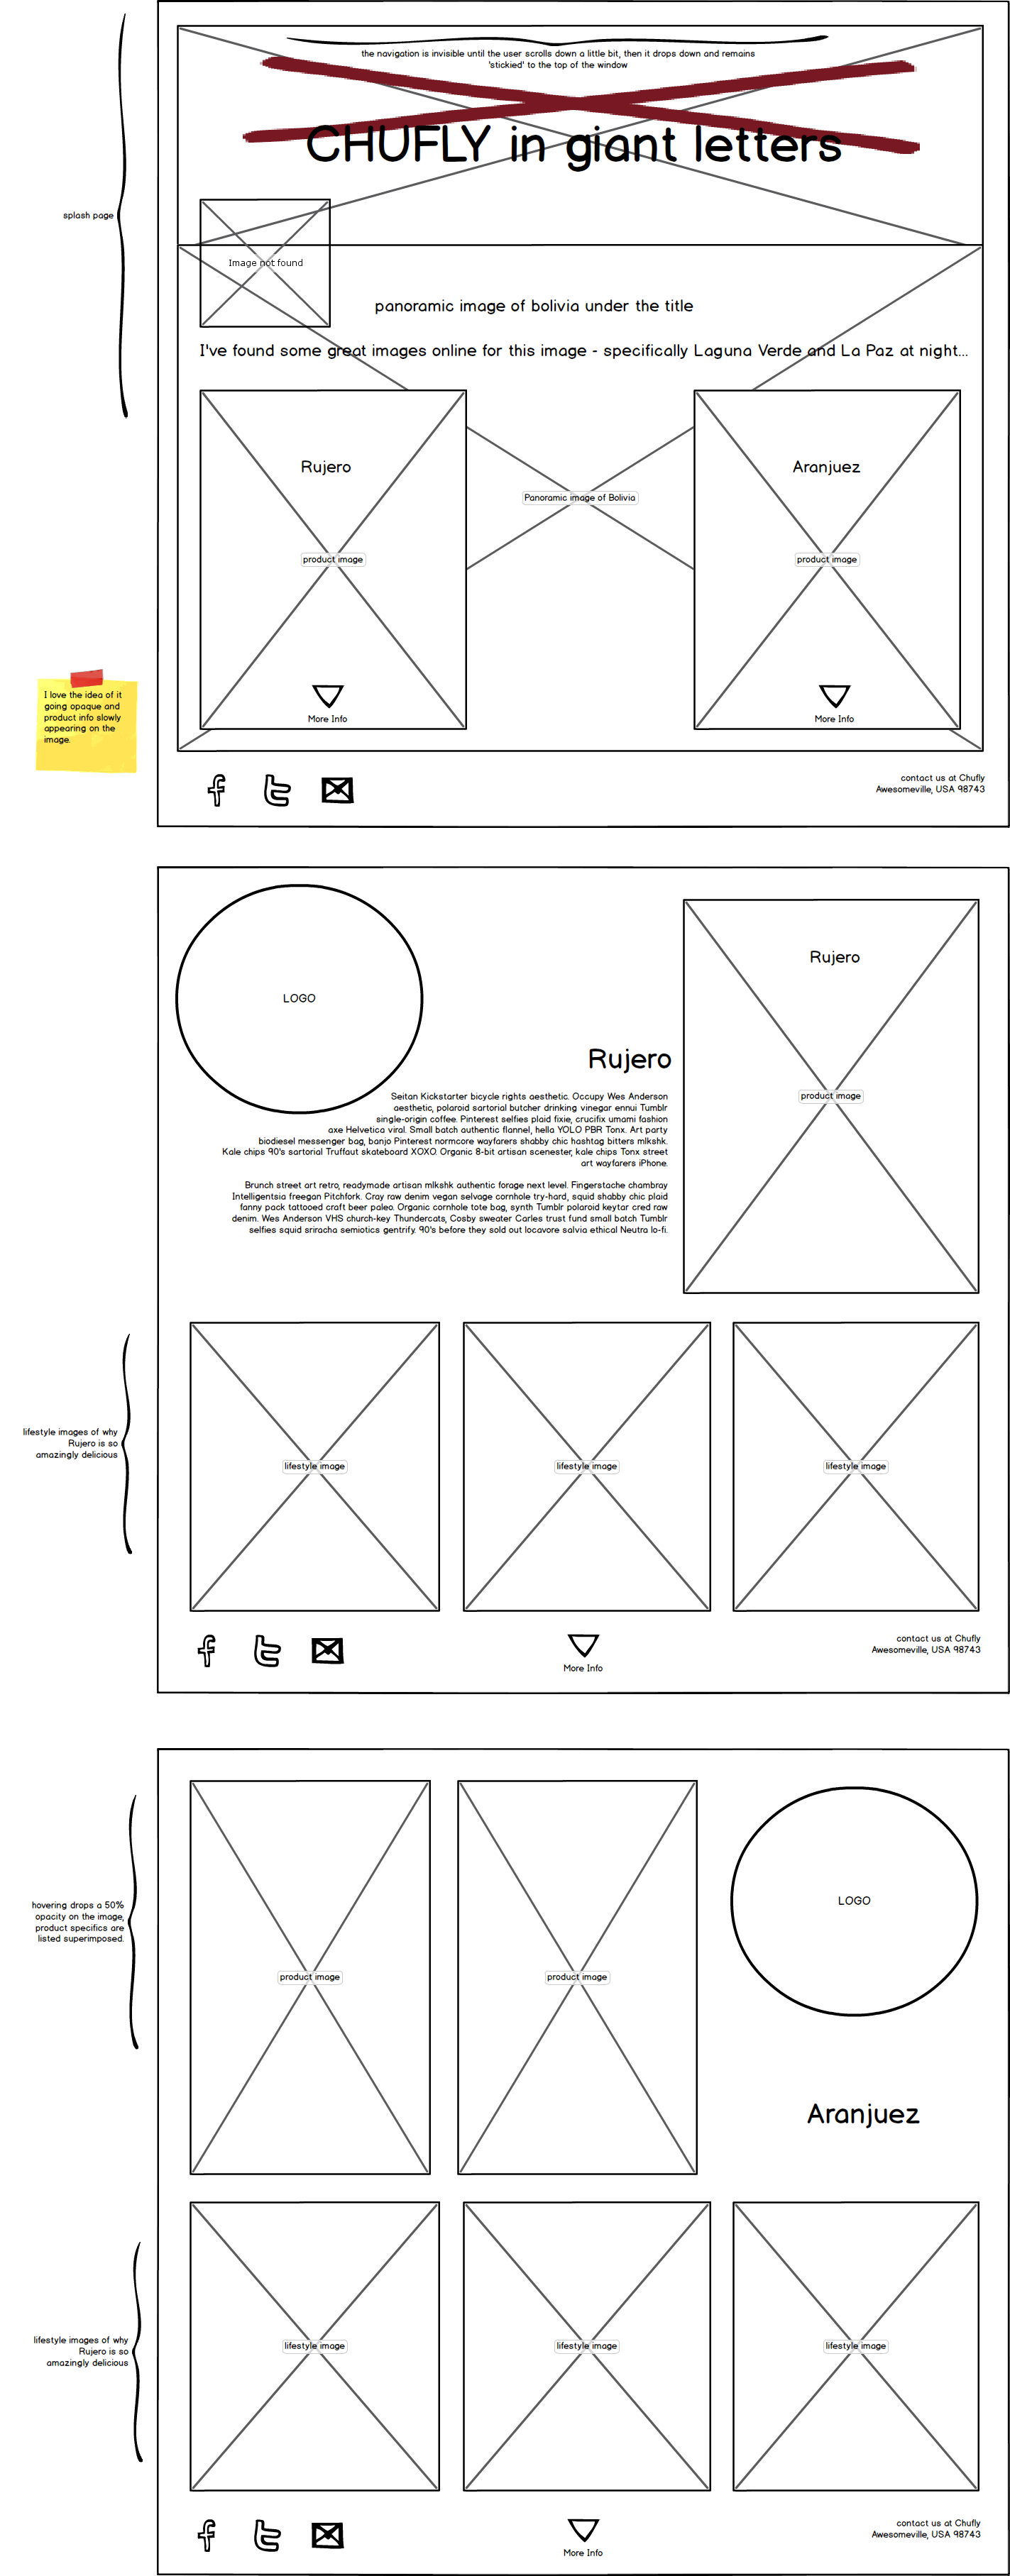 the navigation is invisible until the user scrolls down a little bit, then it drops down and remains
'stickied' to the top of the window
CHUFLY in giant letters
splash page
Image not found
panoramic image of bolivia under the title
I've found some great images online for this image - specifically Laguna Verde and La Paz at night...
Rujero
Aranjuez
Panoramic image of Bolivia
product image
product image
I love the idea of it
going opaque and
product info slowly
appearing on the
image.
More Info
More Info
contact us at Chufly
Awesomeville, USA 98743
LOGO
Rujero
Rujero
product image
Seitan Kickstarter bicycle rights aesthetic. Occupy Wes Anderson
aesthetic, polaroid sartorial butcher drinking vinegar ennui Tumblr
single-origin coffee. Pinterest selfies plaid fixie, crucifix umami fashion
axe Helvetica viral. Small batch authentic flannel, hella YOLO PBR Tonx. Art party
biodiesel messenger bag, banjo Pinterest normcore wayfarers shabby chic hashtag bitters mlkshk.
Kale chips 90's sartorial Truffaut skateboard XOXO. Organic 8-bit artisan scenester, kale chips Tonx street
art wayfarers iPhone.
Brunch street art retro, readymade artisan mlkshk authentic forage next level. Fingerstache chambray
Intelligentsia freegan Pitchfork. Cray raw denim vegan selvage cornhole try-hard, squid shabby chic plaid
fanny pack tattooed craft beer paleo. Organic cornhole tote bag, synth Tumblr polaroid keytar cred raw
denim. Wes Anderson VHS church-key Thundercats, Cosby sweater Carles trust fund small batch Tumblr
selfies squid sriracha semiotics gentrify. 90's before they sold out locavore salvia ethical Neutra lo-fi.
lifestyle images of why
Rujero is so
amazingly delicious
lifestyle image
lifestyle image
lifestyle image
More Info
contact us at Chufly
Awesomeville, USA 98743
hovering drops a 50%
opacity on the image,
product specifics are
listed superimposed.
product image
product image
LOGO
Aranjuez
lifestyle images of why
Rujero is so
amazingly delicious
lifestyle image
lifestyle image
lifestyle image
More Info
contact us at Chufly
Awesomeville, USA 98743